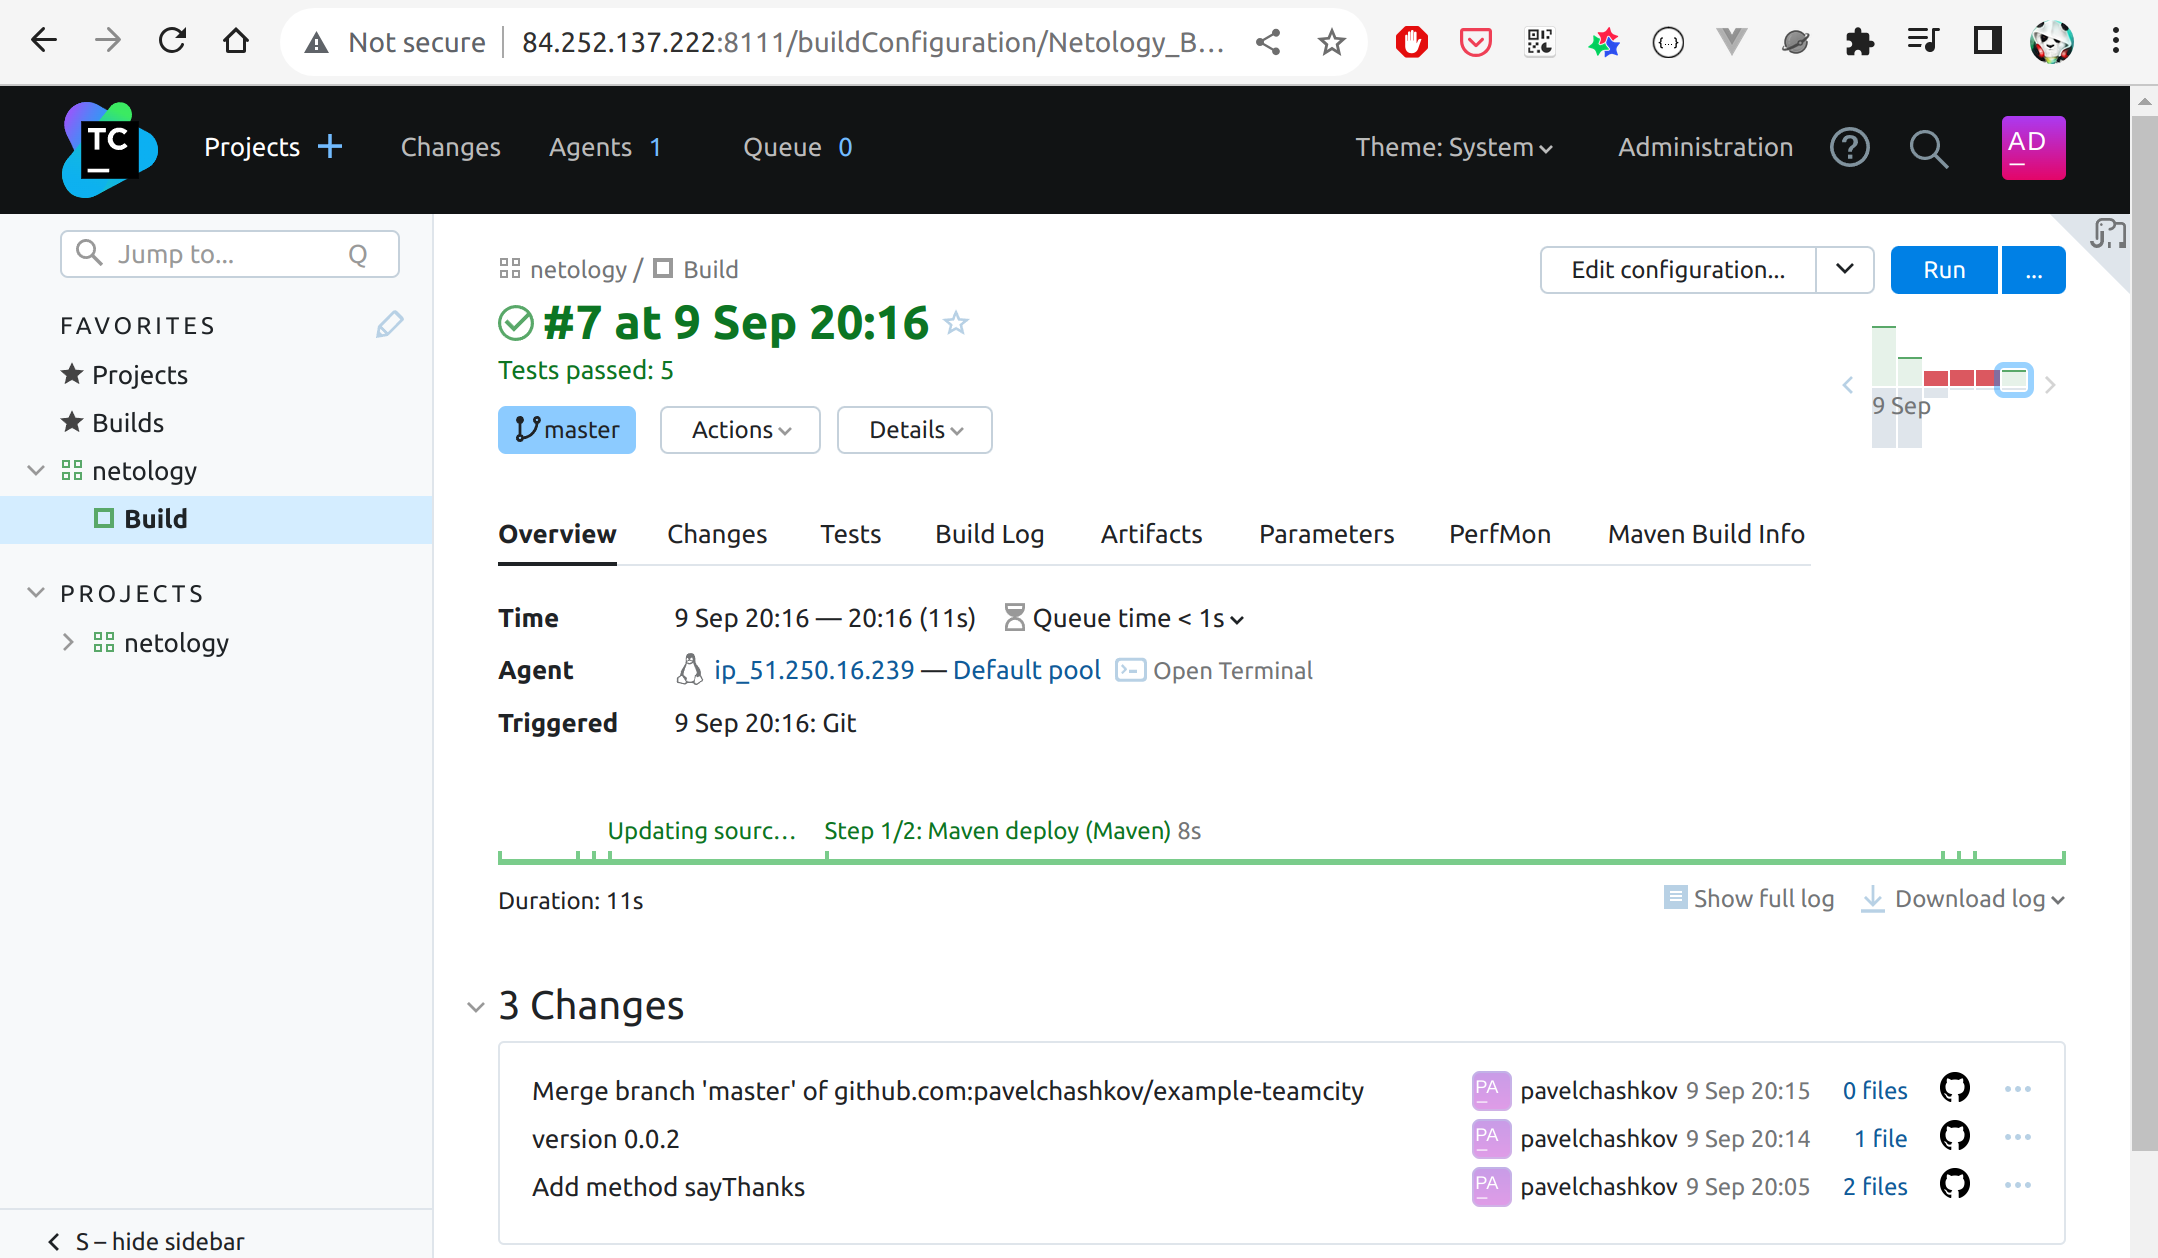 Not secure 84.252.137.222:8111/buildConfiguration/Netology_B...
TC
Projects Changes Agents 1 Queue 0 Theme: System Administration AD
Jump to... Q
FAVORITES
Projects
Builds
netology
Build
PROJECTS
netology
S – hide sidebar
netology / Build
Edit configuration... Run ...
#7 at 9 Sep 20:16
Tests passed: 5
9 Sep
master Actions Details
Overview Changes Tests Build Log Artifacts Parameters PerfMon Maven Build Info
Time 9 Sep 20:16 — 20:16 (11s) Queue time < 1s
Agent ip_51.250.16.239 — Default pool Open Terminal
Triggered 9 Sep 20:16: Git
Updating sourc... Step 1/2: Maven deploy (Maven) 8s
Duration: 11s Show full log Download log
3 Changes
Merge branch 'master' of github.com:pavelchashkov/example-teamcity PA pavelchashkov 9 Sep 20:15 0 files
version 0.0.2 PA pavelchashkov 9 Sep 20:14 1 file
Add method sayThanks PA pavelchashkov 9 Sep 20:05 2 files